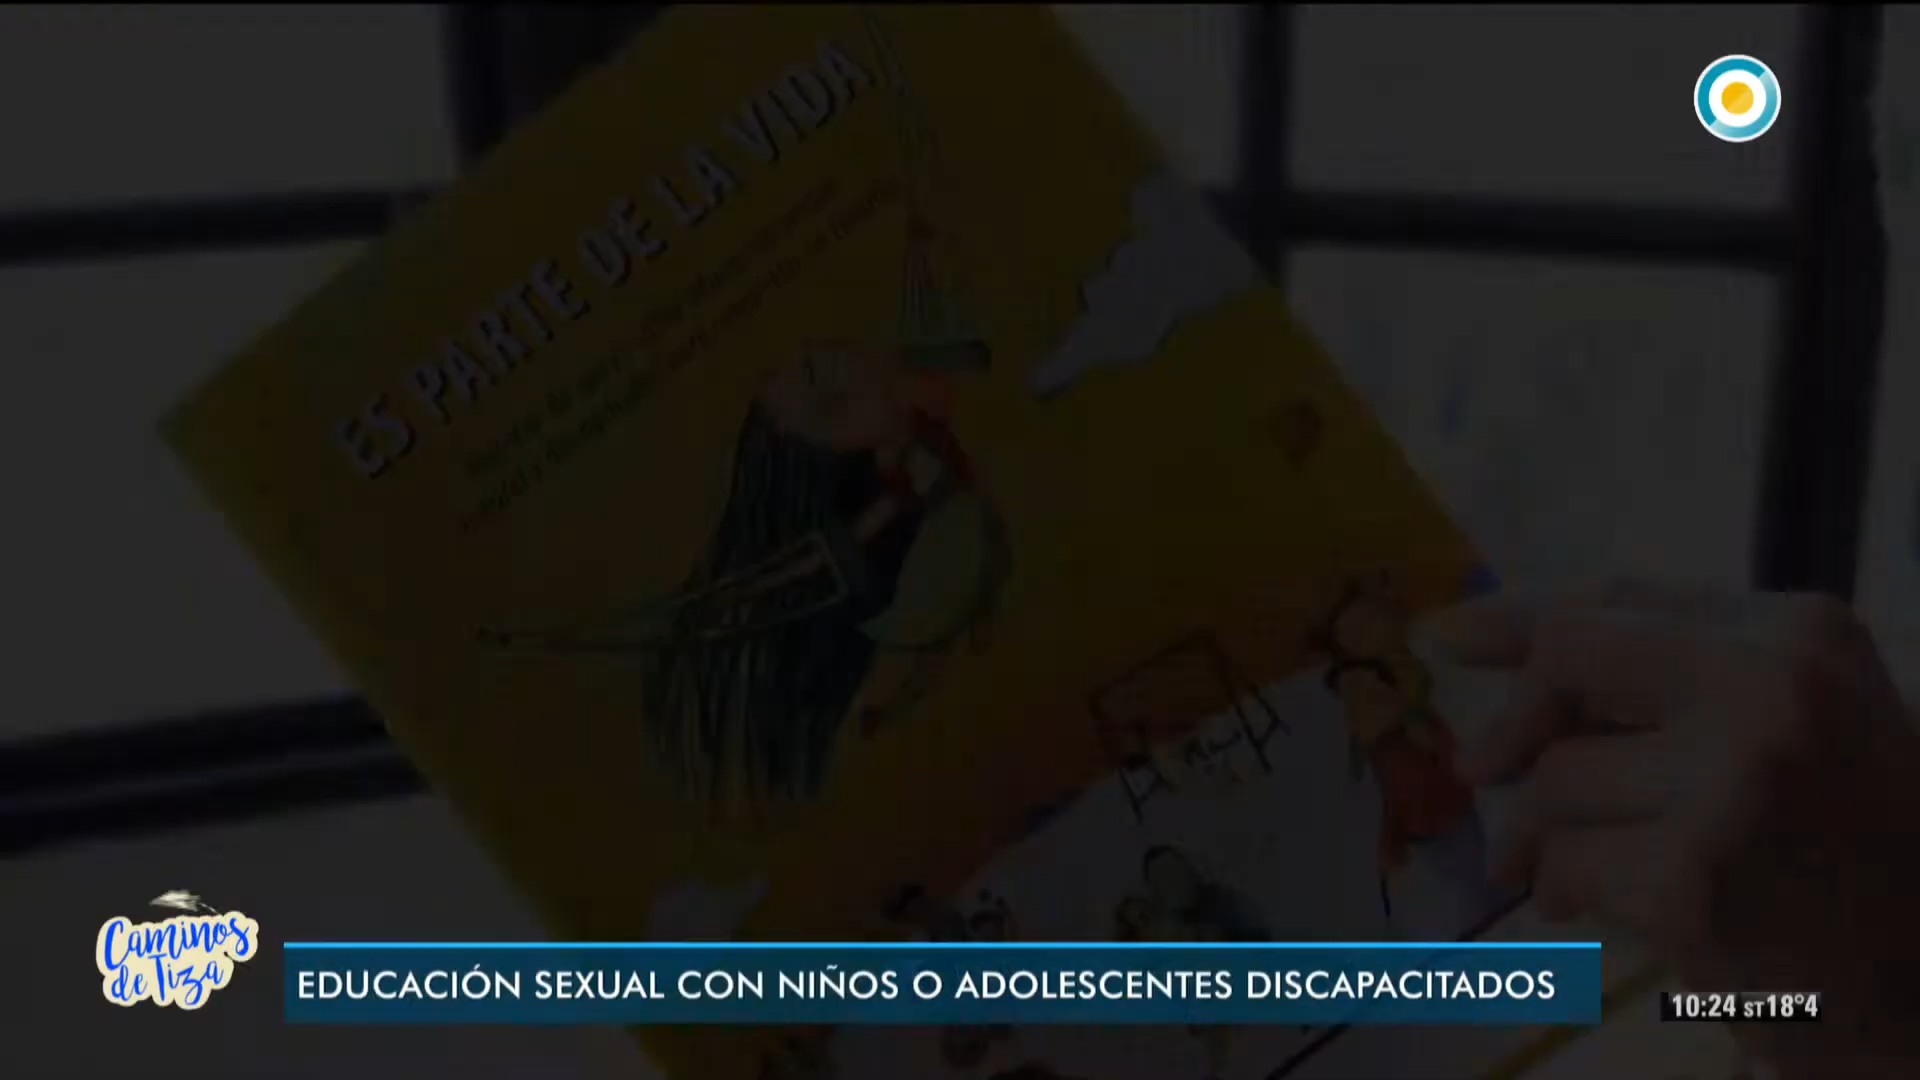 ES PARTE DE LA VIDA
Caminos
de Tiza
EDUCACIÓN SEXUAL CON NIÑOS O ADOLESCENTES DISCAPACITADOS
10:24 ST18°4